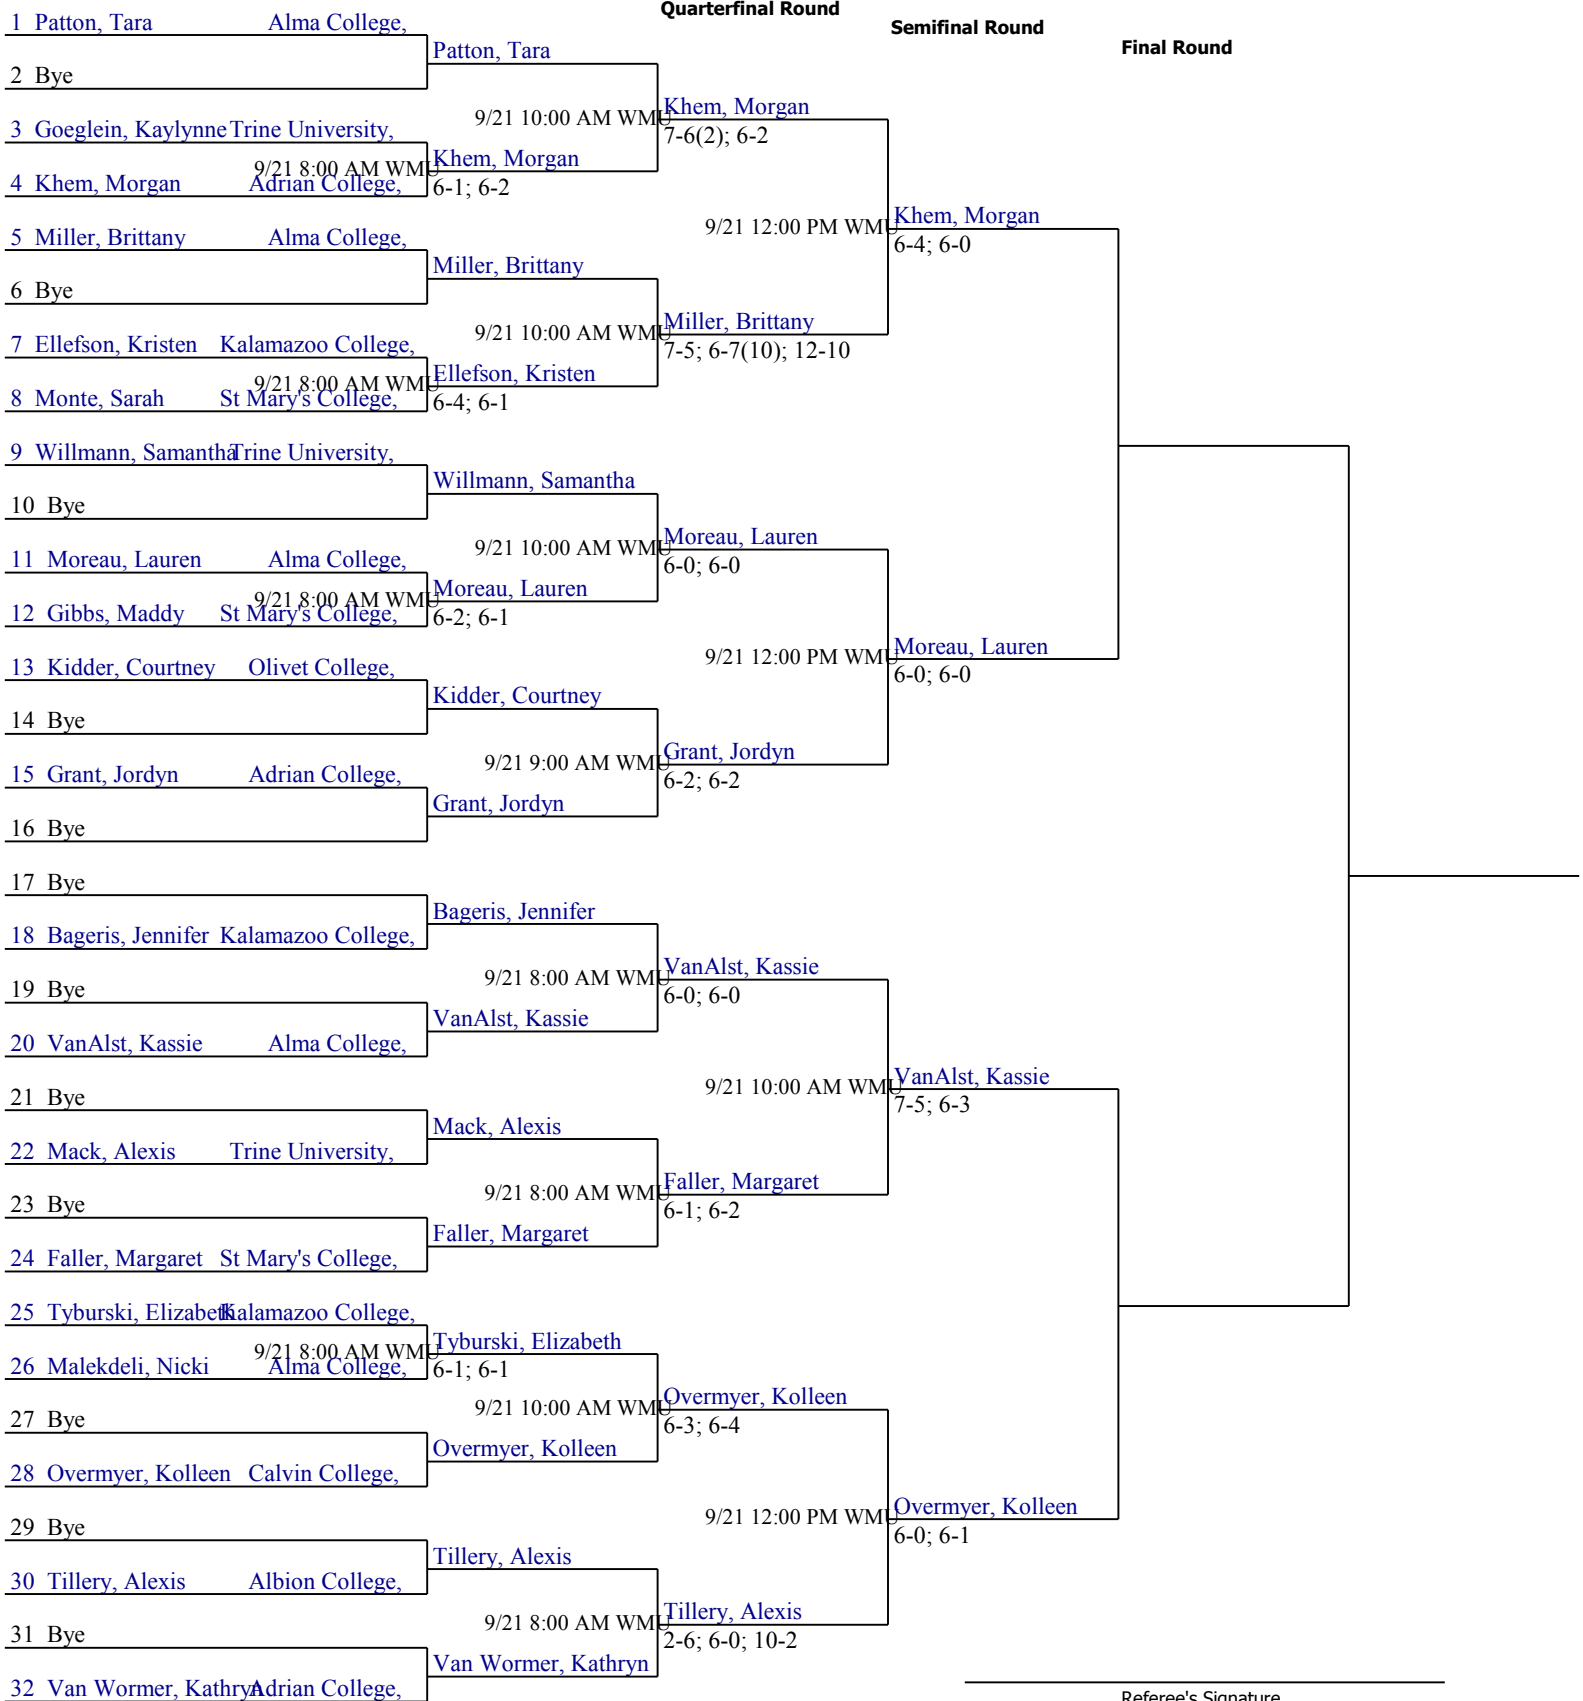 Quarterfinal Round
Semifinal Round
Final Round
1 Patton, Tara Alma College,
Patton, Tara
2 Bye
9/21 10:00 AM WMU
Khem, Morgan
7-6(2); 6-2
3 Goeglein, Kaylynne Trine University,
9/21 8:00 AM WMU
Khem, Morgan
6-1; 6-2
4 Khem, Morgan Adrian College,
9/21 12:00 PM WMU
Khem, Morgan
6-4; 6-0
5 Miller, Brittany Alma College,
Miller, Brittany
6 Bye
9/21 10:00 AM WMU
Miller, Brittany
7-5; 6-7(10); 12-10
7 Ellefson, Kristen Kalamazoo College,
9/21 8:00 AM WMU
Ellefson, Kristen
6-4; 6-1
8 Monte, Sarah St Mary's College,
9 Willmann, Samantha Trine University,
Willmann, Samantha
10 Bye
9/21 10:00 AM WMU
Moreau, Lauren
6-0; 6-0
11 Moreau, Lauren Alma College,
9/21 8:00 AM WMU
Moreau, Lauren
6-2; 6-1
12 Gibbs, Maddy St Mary's College,
9/21 12:00 PM WMU
Moreau, Lauren
6-0; 6-0
13 Kidder, Courtney Olivet College,
Kidder, Courtney
14 Bye
9/21 9:00 AM WMU
Grant, Jordyn
6-2; 6-2
15 Grant, Jordyn Adrian College,
Grant, Jordyn
16 Bye
17 Bye
Bageris, Jennifer
18 Bageris, Jennifer Kalamazoo College,
9/21 8:00 AM WMU
VanAlst, Kassie
6-0; 6-0
19 Bye
VanAlst, Kassie
20 VanAlst, Kassie Alma College,
9/21 10:00 AM WMU
VanAlst, Kassie
7-5; 6-3
21 Bye
Mack, Alexis
22 Mack, Alexis Trine University,
9/21 8:00 AM WMU
Faller, Margaret
6-1; 6-2
23 Bye
Faller, Margaret
24 Faller, Margaret St Mary's College,
25 Tyburski, Elizabeth Kalamazoo College,
9/21 8:00 AM WMU
Tyburski, Elizabeth
6-1; 6-1
26 Malekdeli, Nicki Alma College,
9/21 10:00 AM WMU
Overmyer, Kolleen
6-3; 6-4
27 Bye
Overmyer, Kolleen
28 Overmyer, Kolleen Calvin College,
9/21 12:00 PM WMU
Overmyer, Kolleen
6-0; 6-1
29 Bye
Tillery, Alexis
30 Tillery, Alexis Albion College,
9/21 8:00 AM WMU
Tillery, Alexis
2-6; 6-0; 10-2
31 Bye
Van Wormer, Kathryn
32 Van Wormer, Kathryn Adrian College,
Referee's Signature